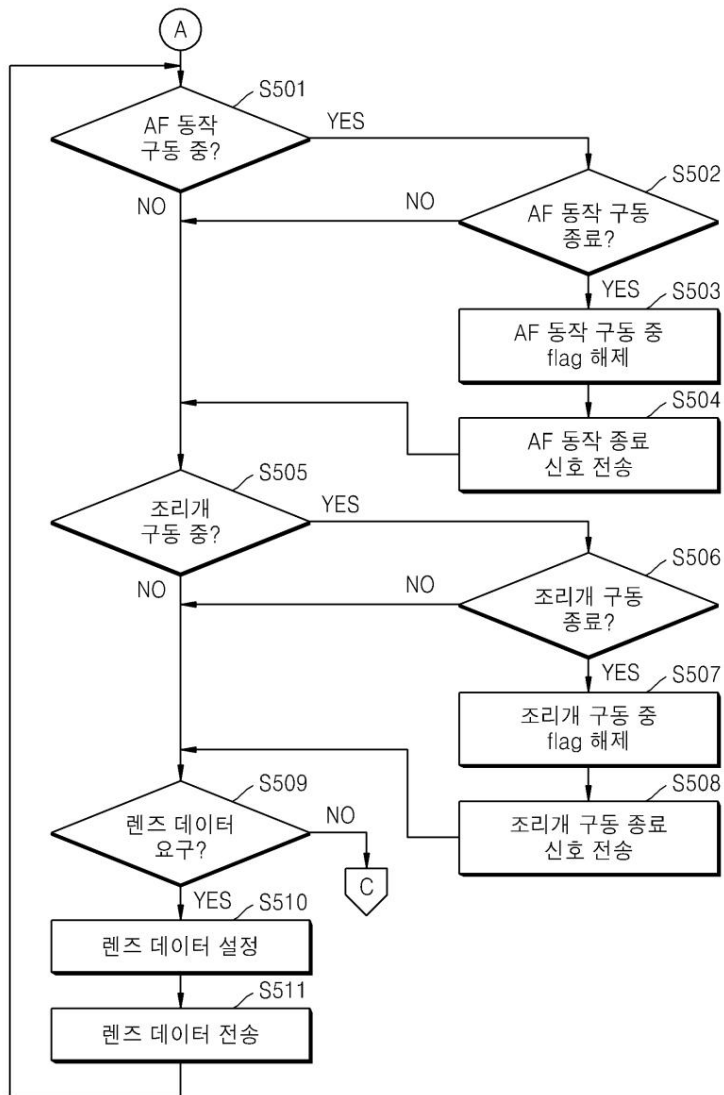 A
S501
AF 동작
구동 중?
YES
NO
S502
AF 동작 구동
종료?
NO
YES
S503
AF 동작 구동 중
flag 해제
S504
AF 동작 종료
신호 전송
S505
조리개
구동 중?
YES
NO
S506
조리개 구동
종료?
NO
YES
S507
조리개 구동 중
flag 해제
S508
조리개 구동 종료
신호 전송
S509
렌즈 데이터
요구?
NO
C
YES
S510
렌즈 데이터 설정
S511
렌즈 데이터 전송